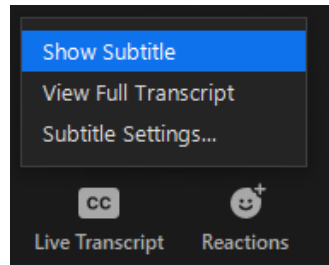 Show Subtitle
View Full Transcript
Subtitle Settings...
CC
Live Transcript Reactions